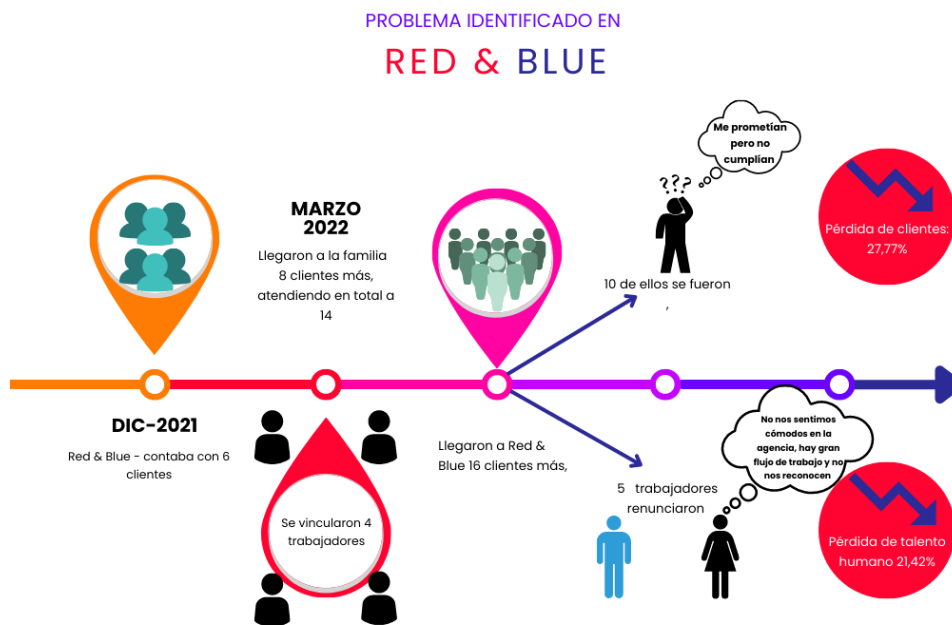 PROBLEMA IDENTIFICADO EN
RED & BLUE
Me prometían
pero no
cumplían
???
MARZO
2022
Llegaron a la familia
8 clientes más,
atendiendo en total a
14
Pérdida de clientes:
27,77%
10 de ellos se fueron
,
DIC-2021
Red & Blue - contaba con 6
clientes
Se vincularon 4
trabajadores
Llegaron a Red &
Blue 16 clientes más,
No nos sentimos
cómodos en la
agencia, hay gran
flujo de trabajo y no
nos reconocen
5 trabajadores
renunciaron
Pérdida de talento
humano 21,42%